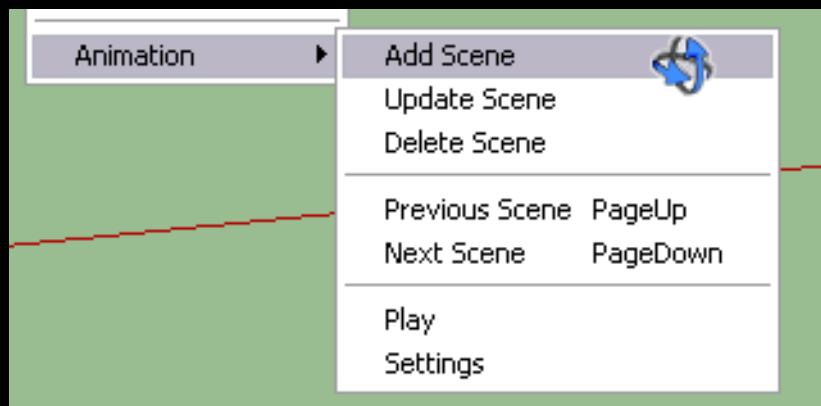 Animation
Add Scene
Update Scene
Delete Scene
Previous Scene PageUp
Next Scene PageDown
Play
Settings